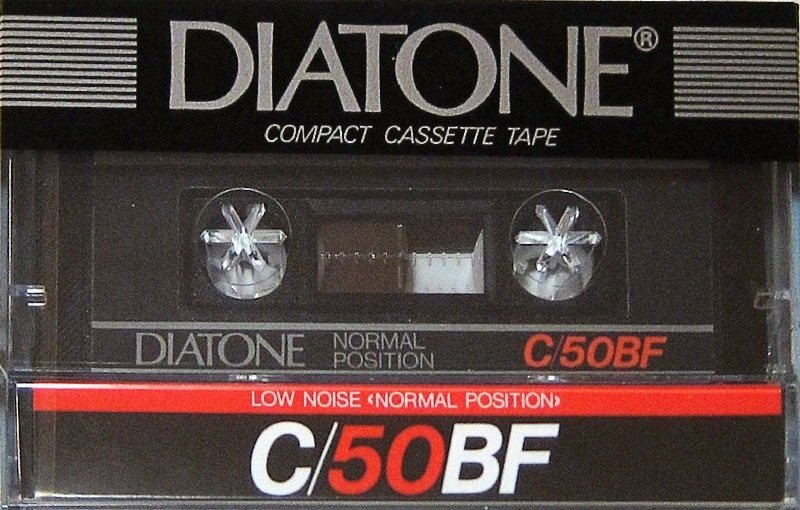 DIATONE®
COMPACT CASSETTE TAPE
DIATONE NORMAL POSITION C/50BF
LOW NOISE ‹NORMAL POSITION›
C/50BF